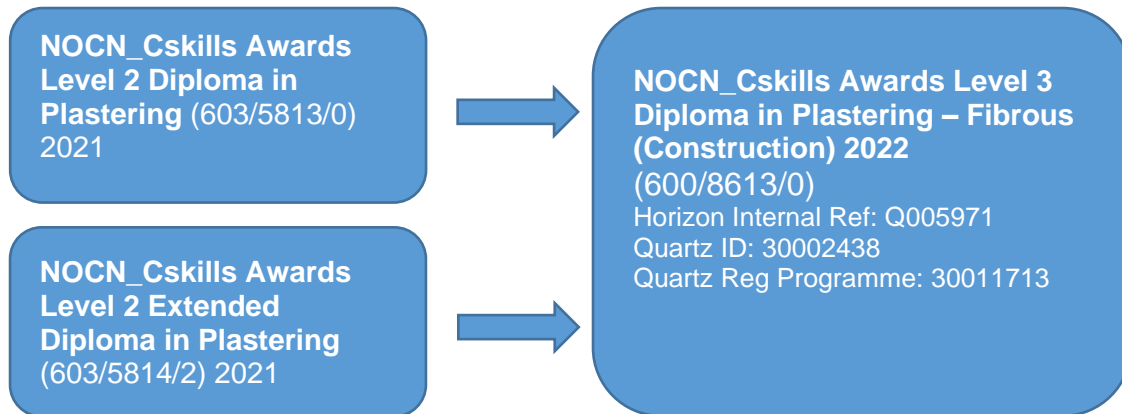 NOCN_Cskills Awards
Level 2 Diploma in
Plastering (603/5813/0)
2021
NOCN_Cskills Awards
Level 2 Extended
Diploma in Plastering
(603/5814/2) 2021
NOCN_Cskills Awards Level 3
Diploma in Plastering – Fibrous
(Construction) 2022
(600/8613/0)
Horizon Internal Ref: Q005971
Quartz ID: 30002438
Quartz Reg Programme: 30011713